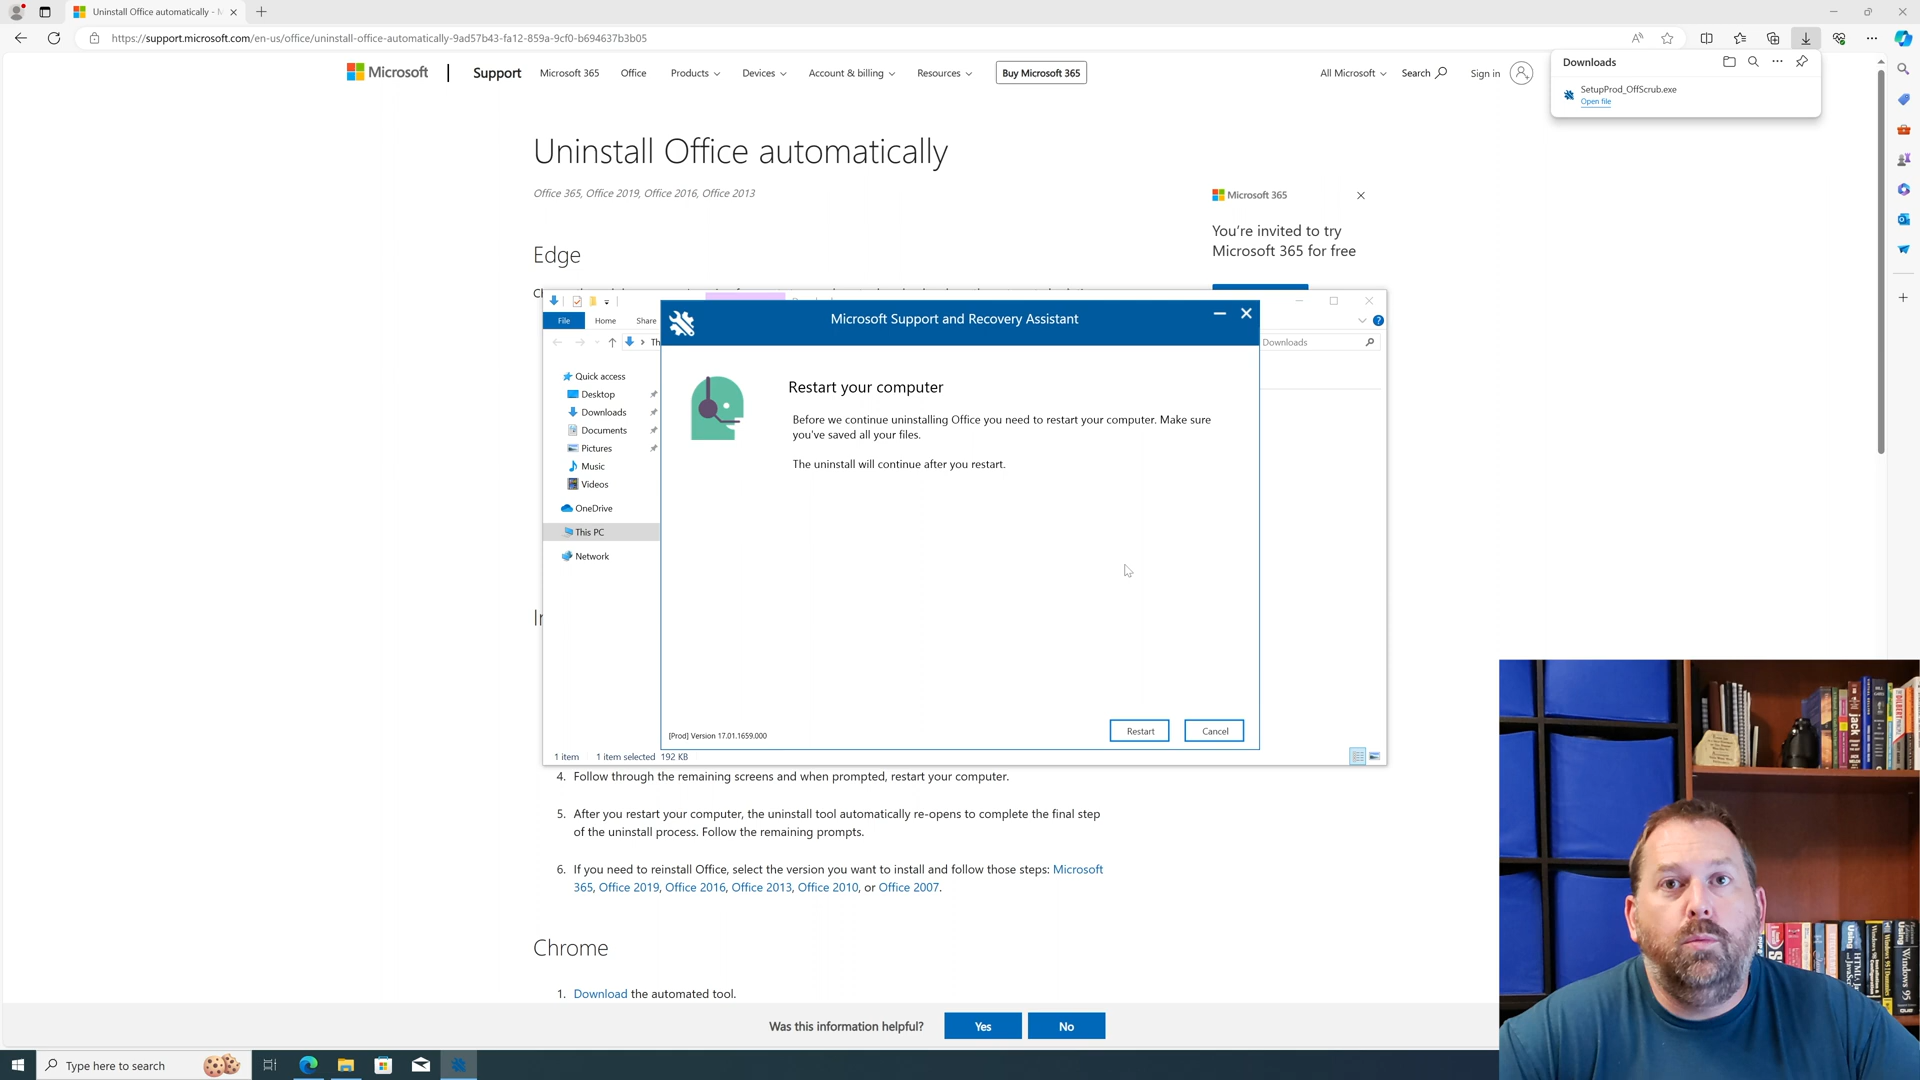 Uninstall Office automatically - M
https://support.microsoft.com/en-us/office/uninstall-office-automatically-9ad57b43-fa12-859a-9cf0-b694637b3b05
Microsoft
Support
Microsoft 365
Office
Products
Devices
Account & billing
Resources
Buy Microsoft 365
All Microsoft
Search
Sign in
Downloads
SetupProd_OffScrub.exe
Open file
Uninstall Office automatically
Office 365, Office 2019, Office 2016, Office 2013
Microsoft 365
You're invited to try
Microsoft 365 for free
Edge
File
Home
Share
Th
Downloads
Quick access
Desktop
Downloads
Documents
Pictures
Music
Videos
OneDrive
This PC
Network
Microsoft Support and Recovery Assistant
Restart your computer
Before we continue uninstalling Office you need to restart your computer. Make sure
you've saved all your files.
The uninstall will continue after you restart.
[Prod] Version 17.01.1659.000
Restart
Cancel
1 item
1 item selected
192 KB
4. Follow through the remaining screens and when prompted, restart your computer.
5. After you restart your computer, the uninstall tool automatically re-opens to complete the final step
of the uninstall process. Follow the remaining prompts.
6. If you need to reinstall Office, select the version you want to install and follow those steps: Microsoft
365, Office 2019, Office 2016, Office 2013, Office 2010, or Office 2007.
Chrome
1. Download the automated tool.
Was this information helpful?
Yes
No
Type here to search
jack
Windows 95